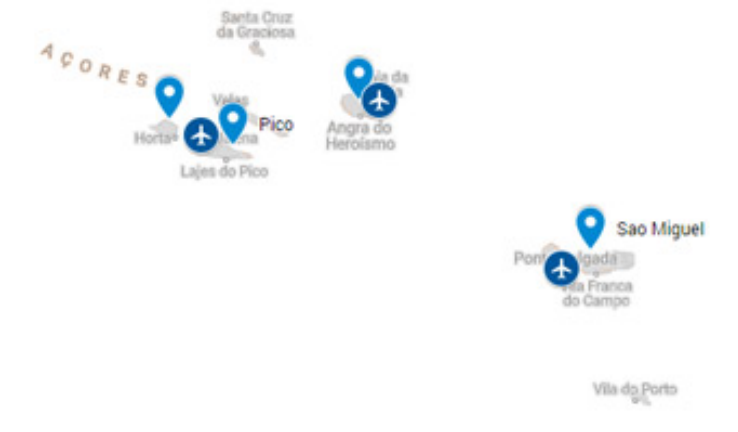 Santa Cruz
da Graciosa
AÇORES
Velas
Pico
Horta
Lajes do Pico
da
Angra do
Heroísmo
Sao Miguel
Franca
do Campo
Vila do Porto